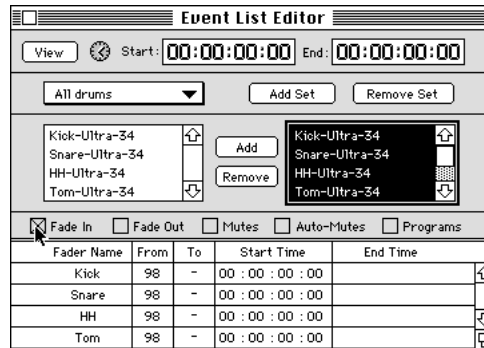 Event List Editor
View Start: 00:00:00:00 End: 00:00:00:00
All drums Add Set Remove Set
Kick-Ultra-34 Add Kick-Ultra-34
Snare-Ultra-34 Snare-Ultra-34
HH-Ultra-34 Remove HH-Ultra-34
Tom-Ultra-34 Tom-Ultra-34
Fade In Fade Out Mutes Auto-Mutes Programs
Fader Name From To Start Time End Time
Kick 98 - 00 :00 :00 :00
Snare 98 - 00 :00 :00 :00
HH 98 - 00 :00 :00 :00
Tom 98 - 00 :00 :00 :00